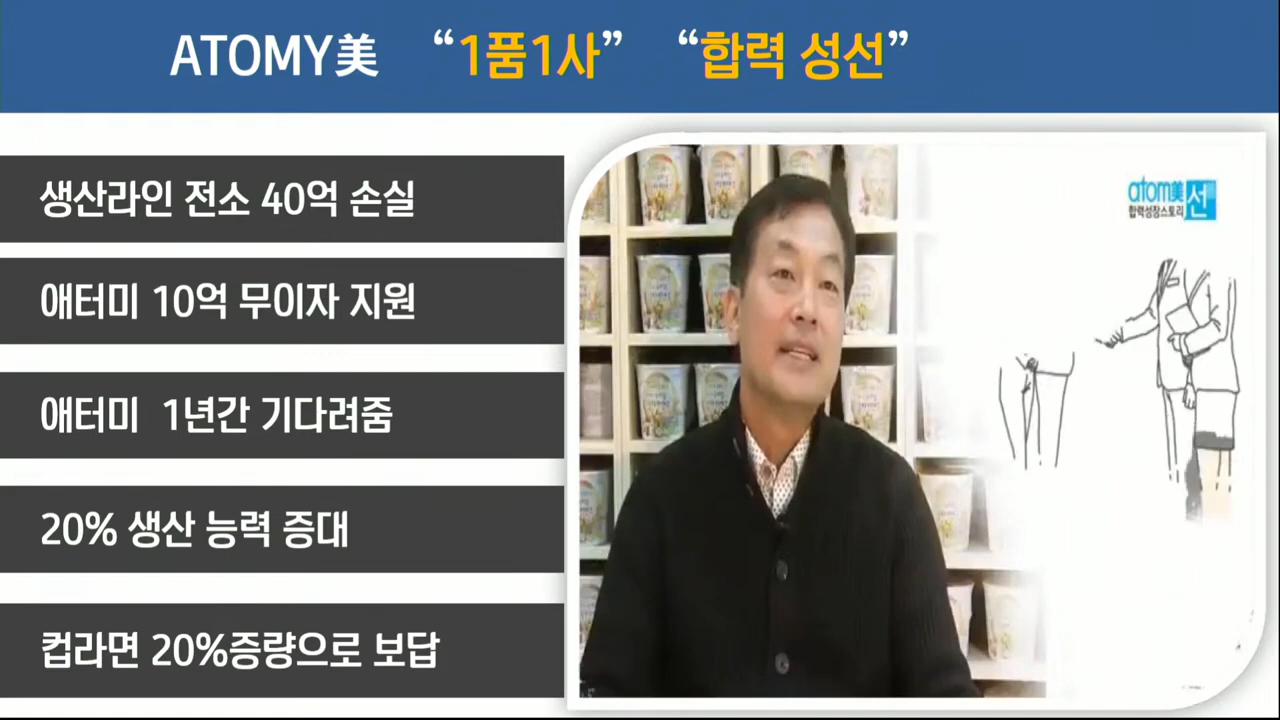 ATOMY美 “1품1사” “합력 성선”
생산라인 전소 40억 손실
애터미 10억 무이자 지원
애터미 1년간 기다려줌
20% 생산 능력 증대
컵라면 20%증량으로 보답
atom美
합력성장스토리
선